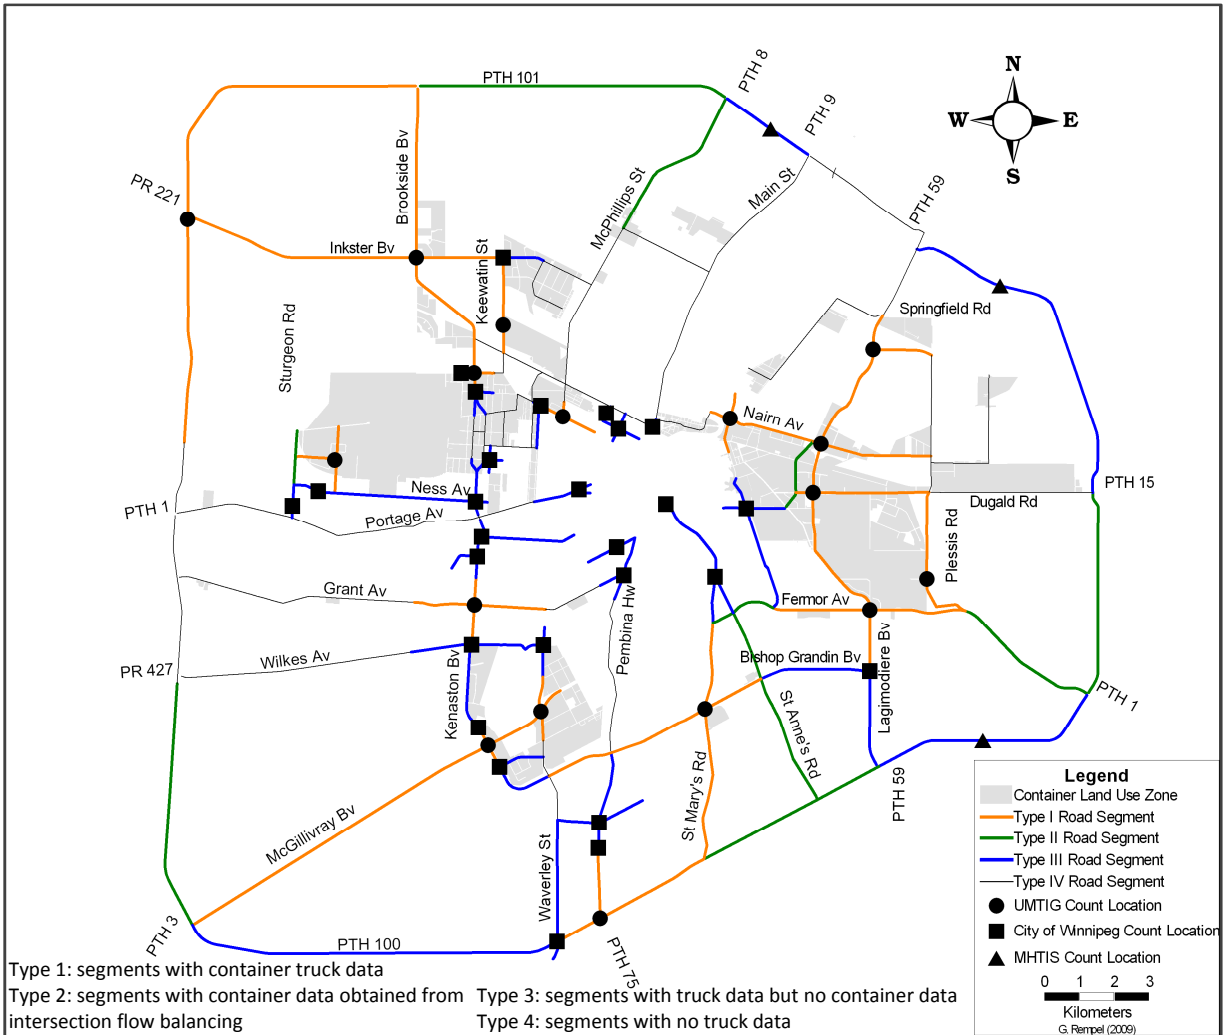 PTH 8
N
PTH 101
PTH 9
W
E
S
PR 221
Brookside Bv
McPhillips St
Main St
PTH 59
Inkster Bv
Keewatin St
Springfield Rd
Sturgeon Rd
Nairn Av
Ness Av
PTH 15
PTH 1
Portage Av
Dugald Rd
Plessis Rd
Grant Av
Fermor Av
Pembina Hw
Wilkes Av
Bishop Grandin Bv
PR 427
Kenaston Bv
Lagimodiere Bv
PTH 1
St Anne's Rd
St Mary's Rd
PTH 59
McGillivray Bv
Waverley St
PTH 3
PTH 100
PTH 75
Legend
Container Land Use Zone
Type I Road Segment
Type II Road Segment
Type III Road Segment
Type IV Road Segment
UMTIG Count Location
City of Winnipeg Count Location
MHTIS Count Location
0 1 2 3
Kilometers
G. Rempel (2009)
Type 1: segments with container truck data
Type 2: segments with container data obtained from
intersection flow balancing
Type 3: segments with truck data but no container data
Type 4: segments with no truck data